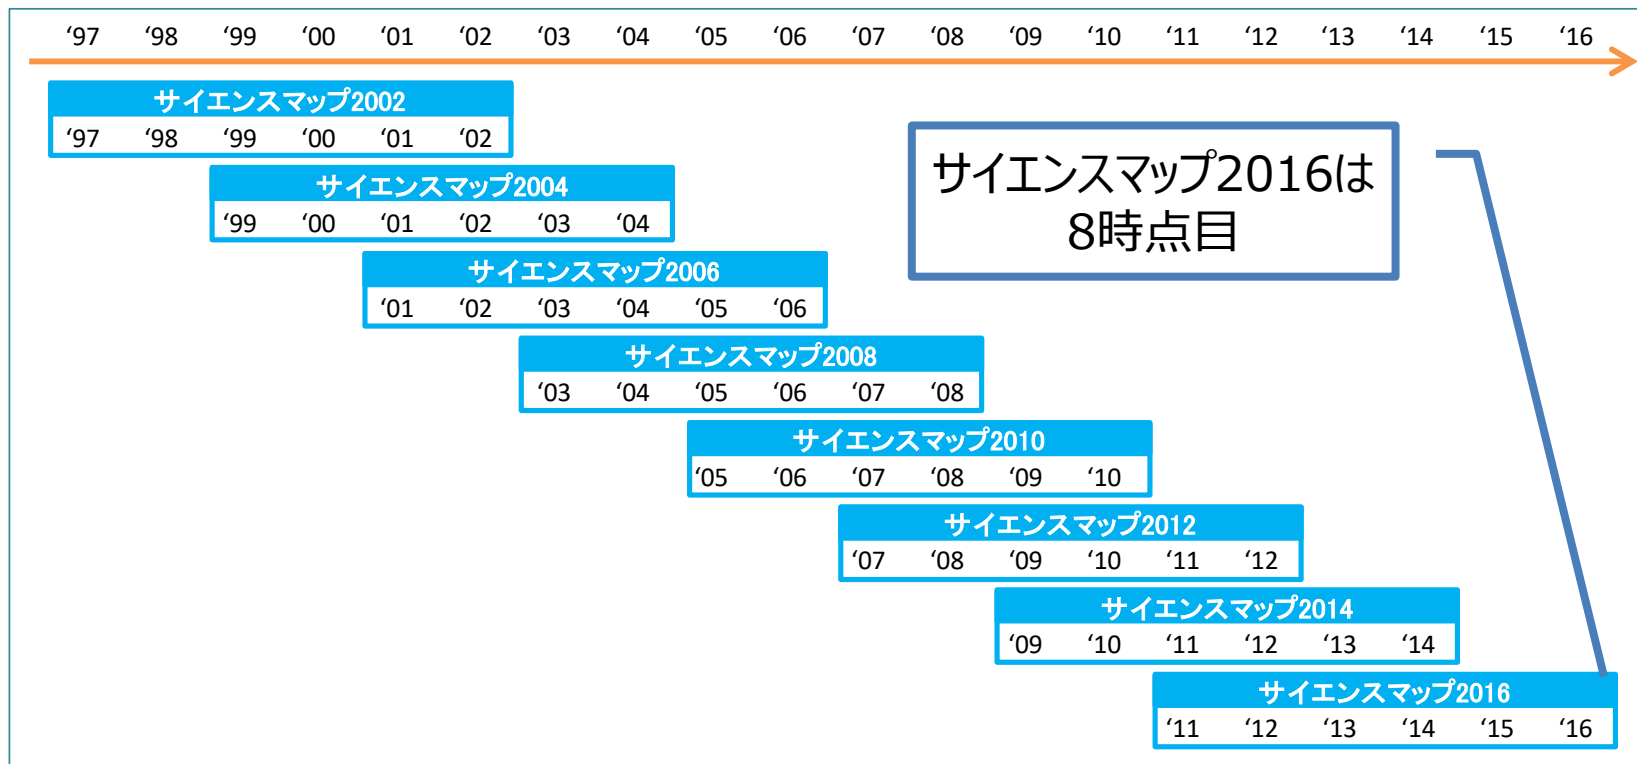 ‘97 ‘98 ‘99 ‘00 ‘01 ‘02 ‘03 ‘04 ‘05 ‘06 ‘07 ‘08 ‘09 ‘10 ‘11 ‘12 ‘13 ‘14 ‘15 ‘16
サイエンスマップ2002
‘97 ‘98 ‘99 ‘00 ‘01 ‘02
サイエンスマップ2016は
8時点目
サイエンスマップ2004
‘99 ‘00 ‘01 ‘02 ‘03 ‘04
サイエンスマップ2006
‘01 ‘02 ‘03 ‘04 ‘05 ‘06
サイエンスマップ2008
‘03 ‘04 ‘05 ‘06 ‘07 ‘08
サイエンスマップ2010
‘05 ‘06 ‘07 ‘08 ‘09 ‘10
サイエンスマップ2012
‘07 ‘08 ‘09 ‘10 ‘11 ‘12
サイエンスマップ2014
‘09 ‘10 ‘11 ‘12 ‘13 ‘14
サイエンスマップ2016
‘11 ‘12 ‘13 ‘14 ‘15 ‘16